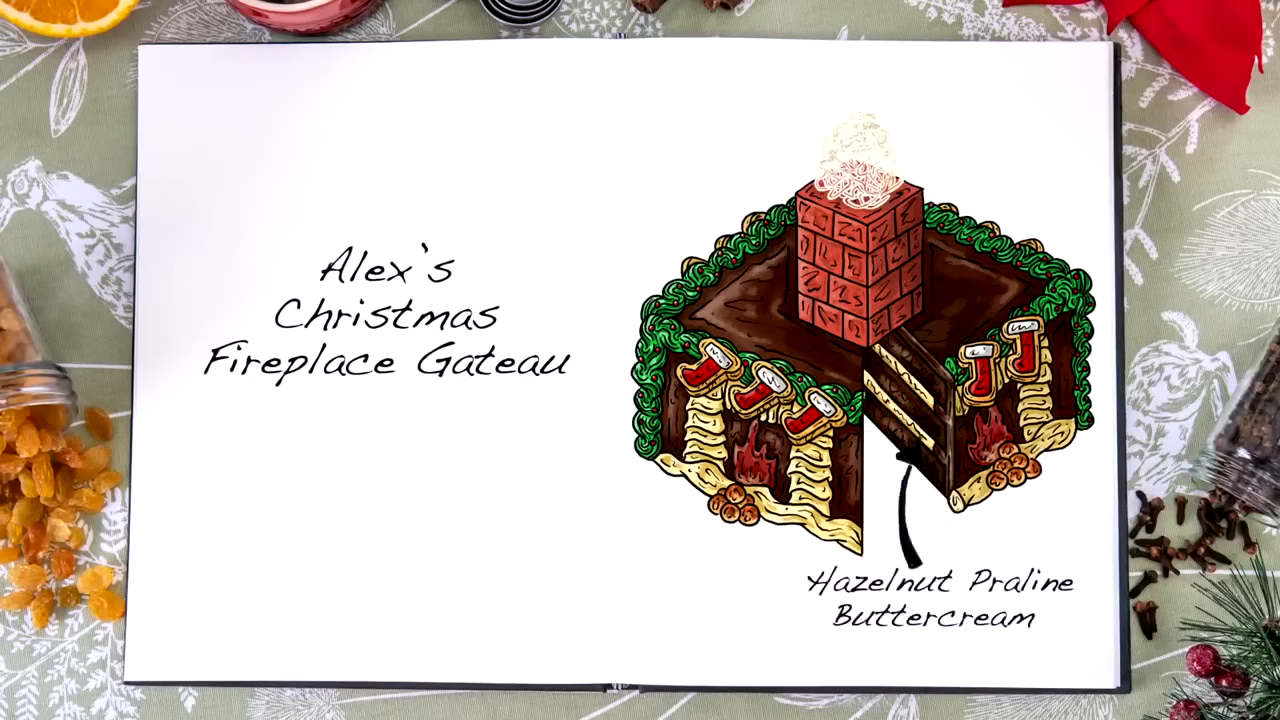 Alex's
Christmas
Fireplace Gateau
Hazelnut Praline
Buttercream